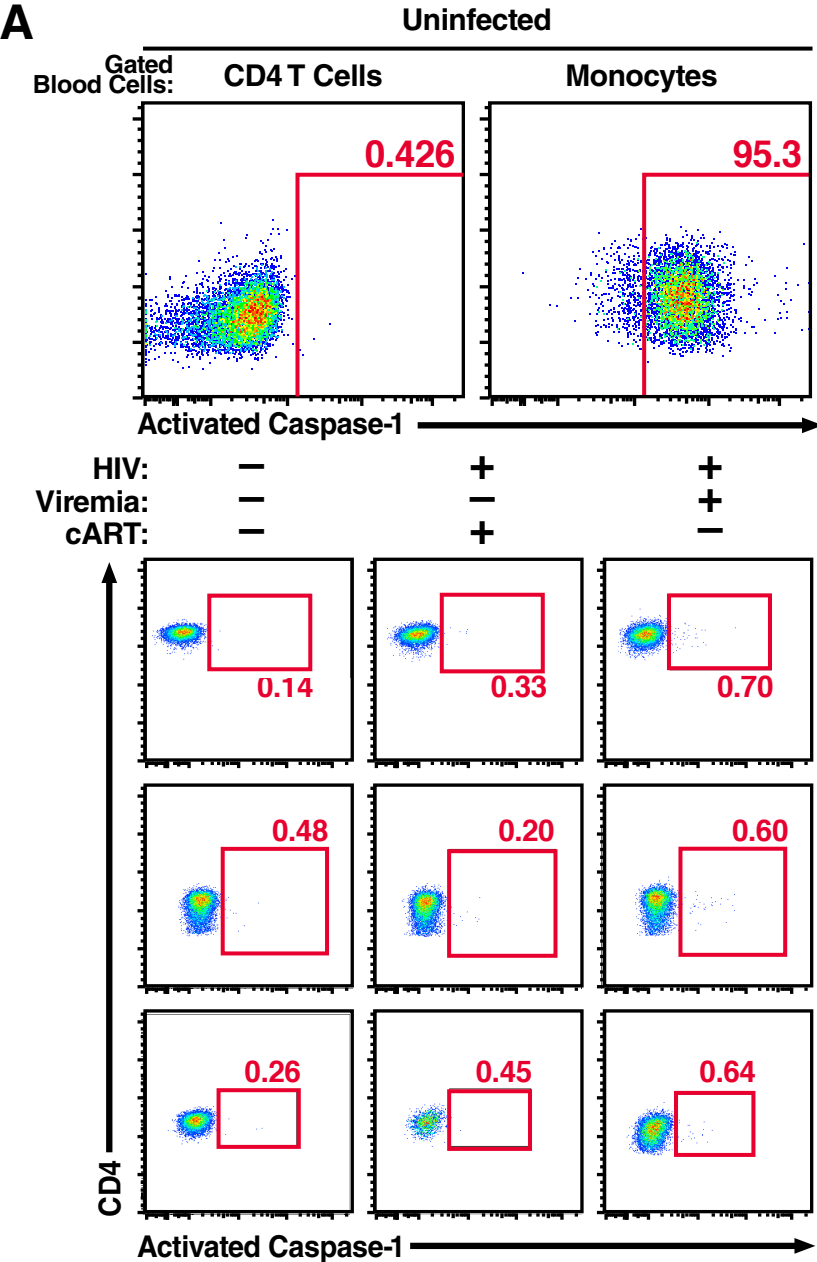 A
Uninfected
Gated
Blood Cells:
CD4 T Cells
Monocytes
0.426
95.3
Activated Caspase-1
HIV: – + +
Viremia: – – +
cART: – + –
0.14
0.33
0.70
0.48
0.20
0.60
0.26
0.45
0.64
CD4
Activated Caspase-1